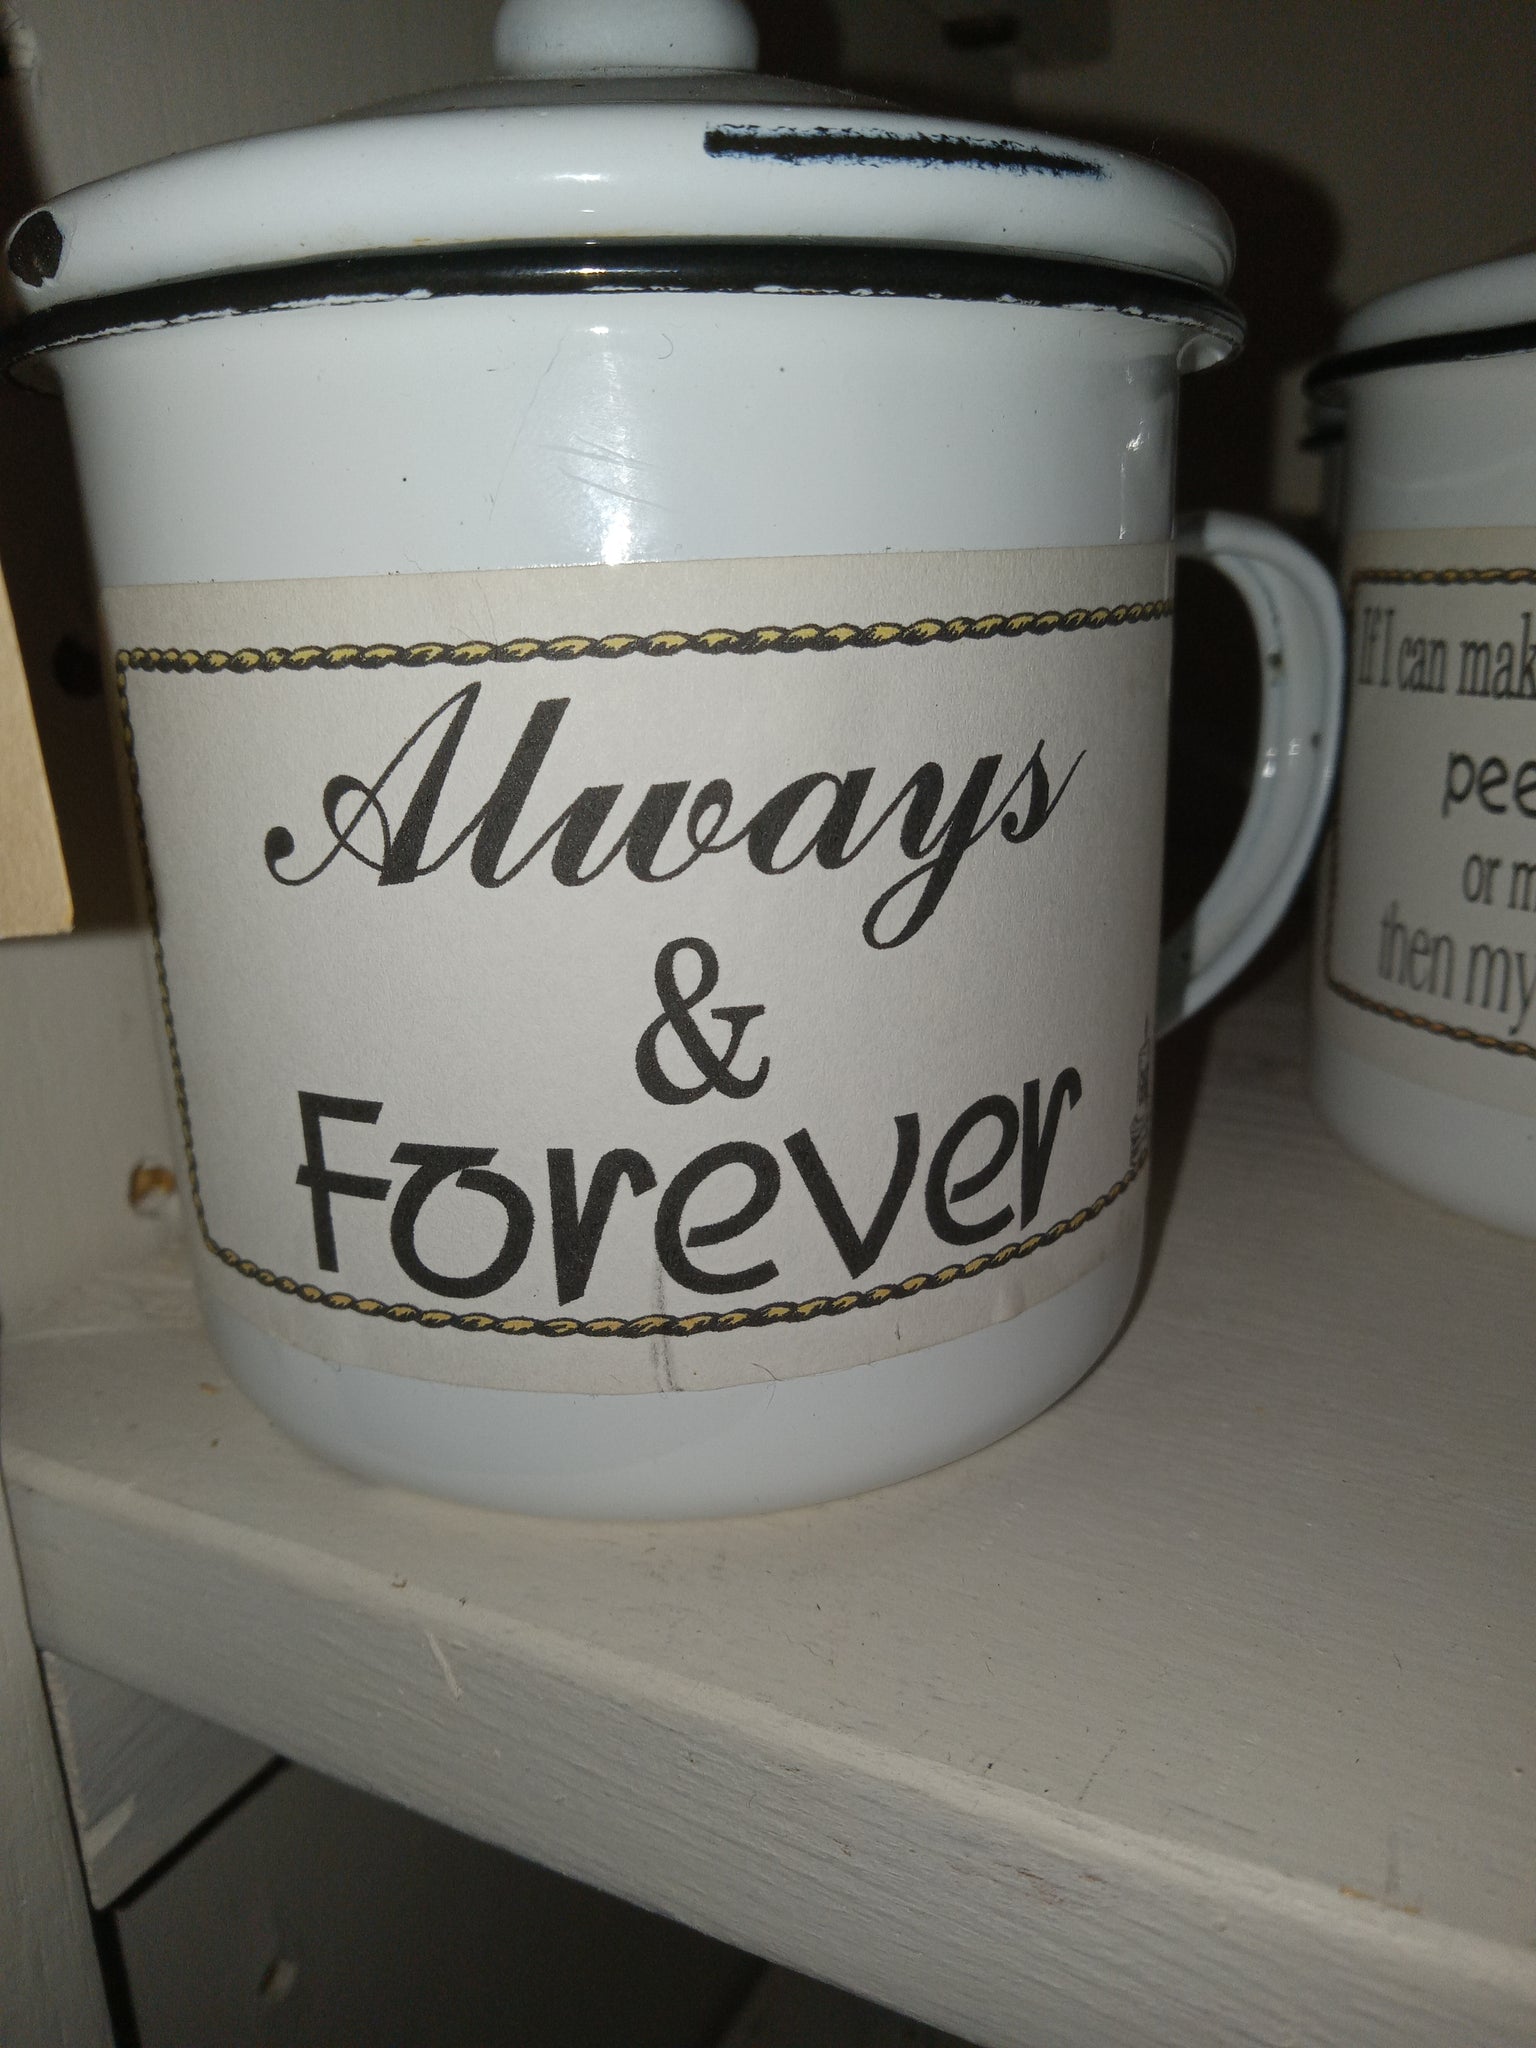 Always
&
Forever
If I can
or
then my